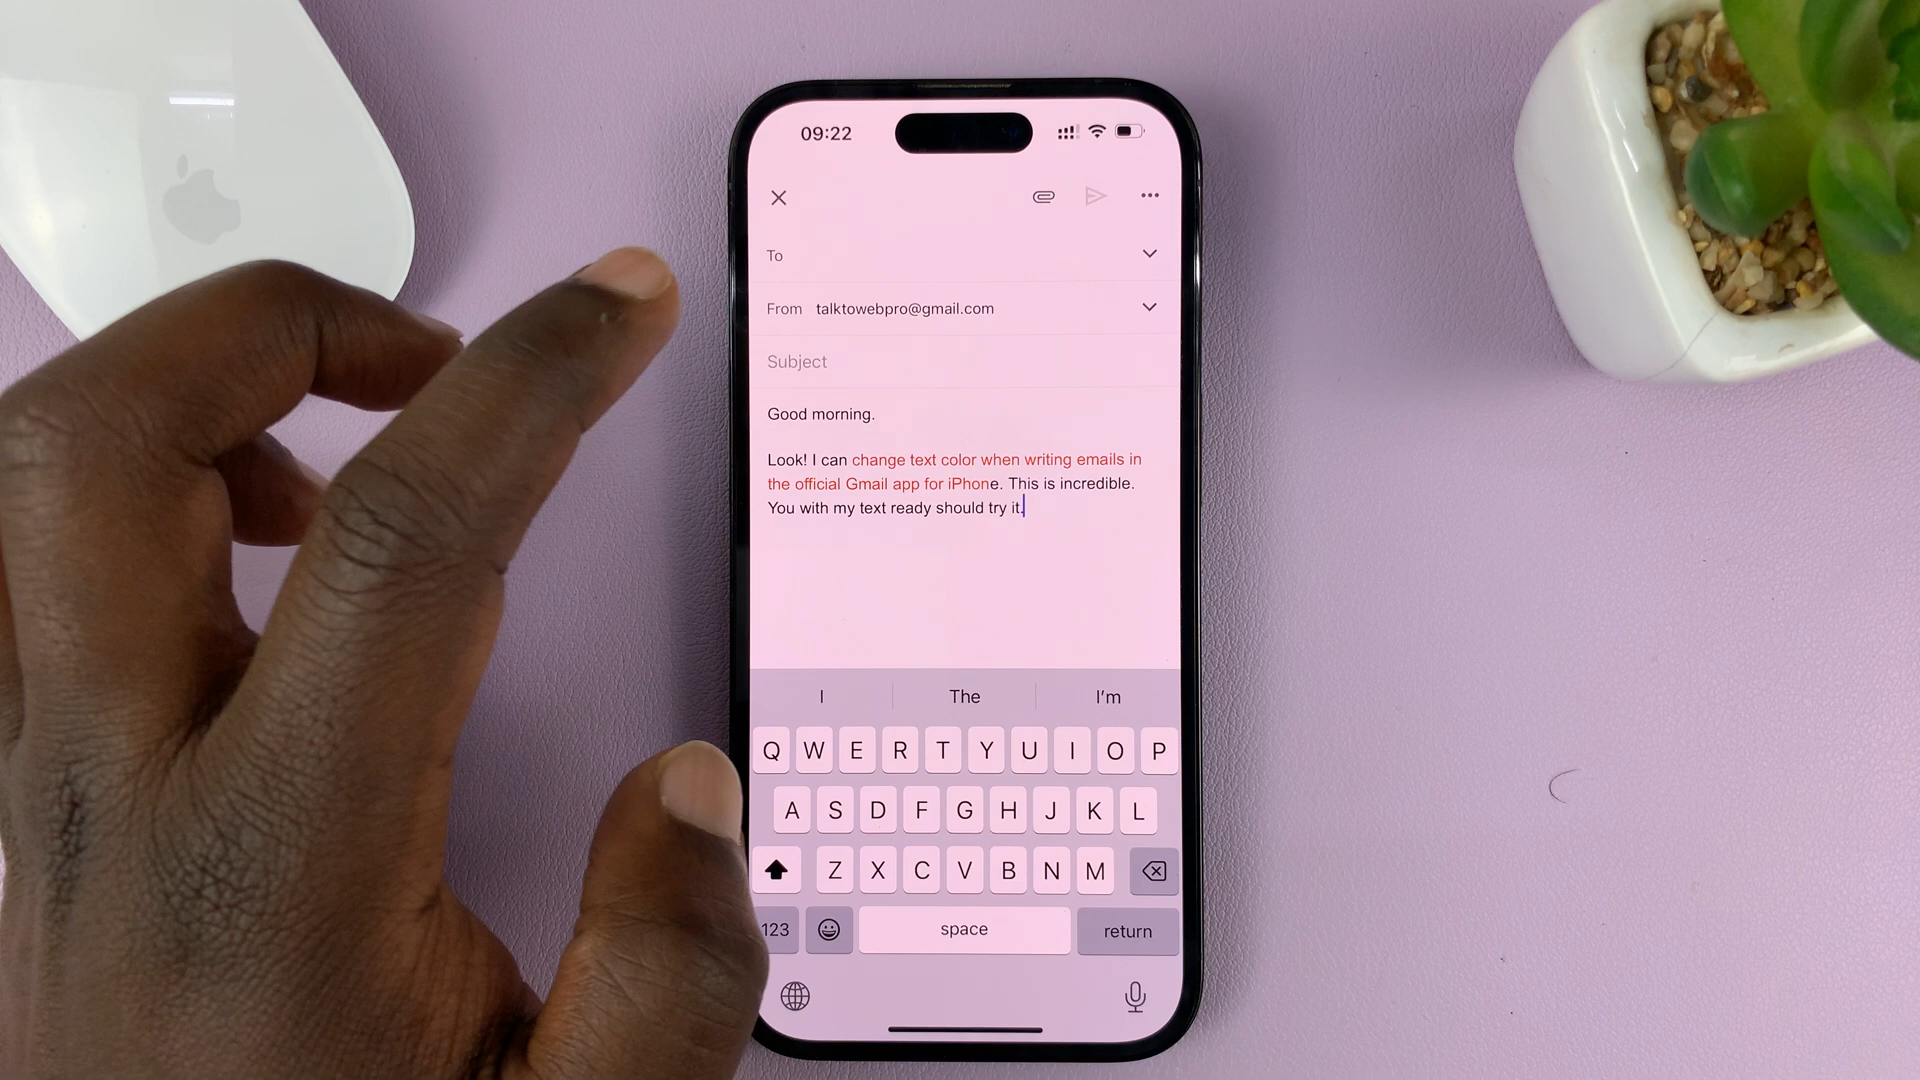 09:22
To
From talktowebpro@gmail.com
Subject
Good morning.
Look! I can change text color when writing emails in
the official Gmail app for iPhone. This is incredible.
You with my text ready should try it.
I The I'm
Q W E R T Y U I O P
A S D F G H J K L
Z X C V B N M
123 space return